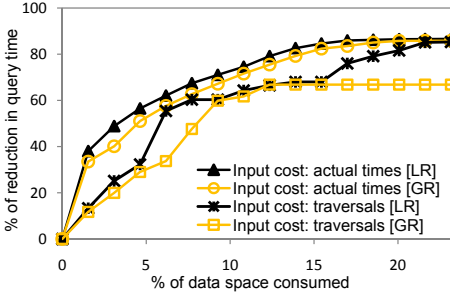 % of reduction in query time
100
80
60
40
20
0
Input cost: actual times [LR]
Input cost: actual times [GR]
Input cost: traversals [LR]
Input cost: traversals [GR]
0 5 10 15 20
% of data space consumed